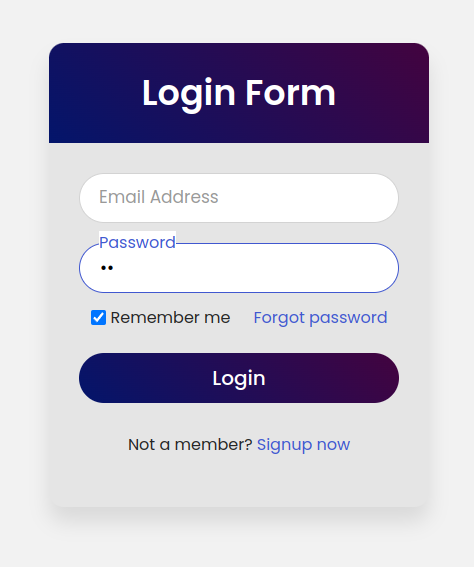 Login Form
Email Address
Password
••
Remember me Forgot password
Login
Not a member? Signup now